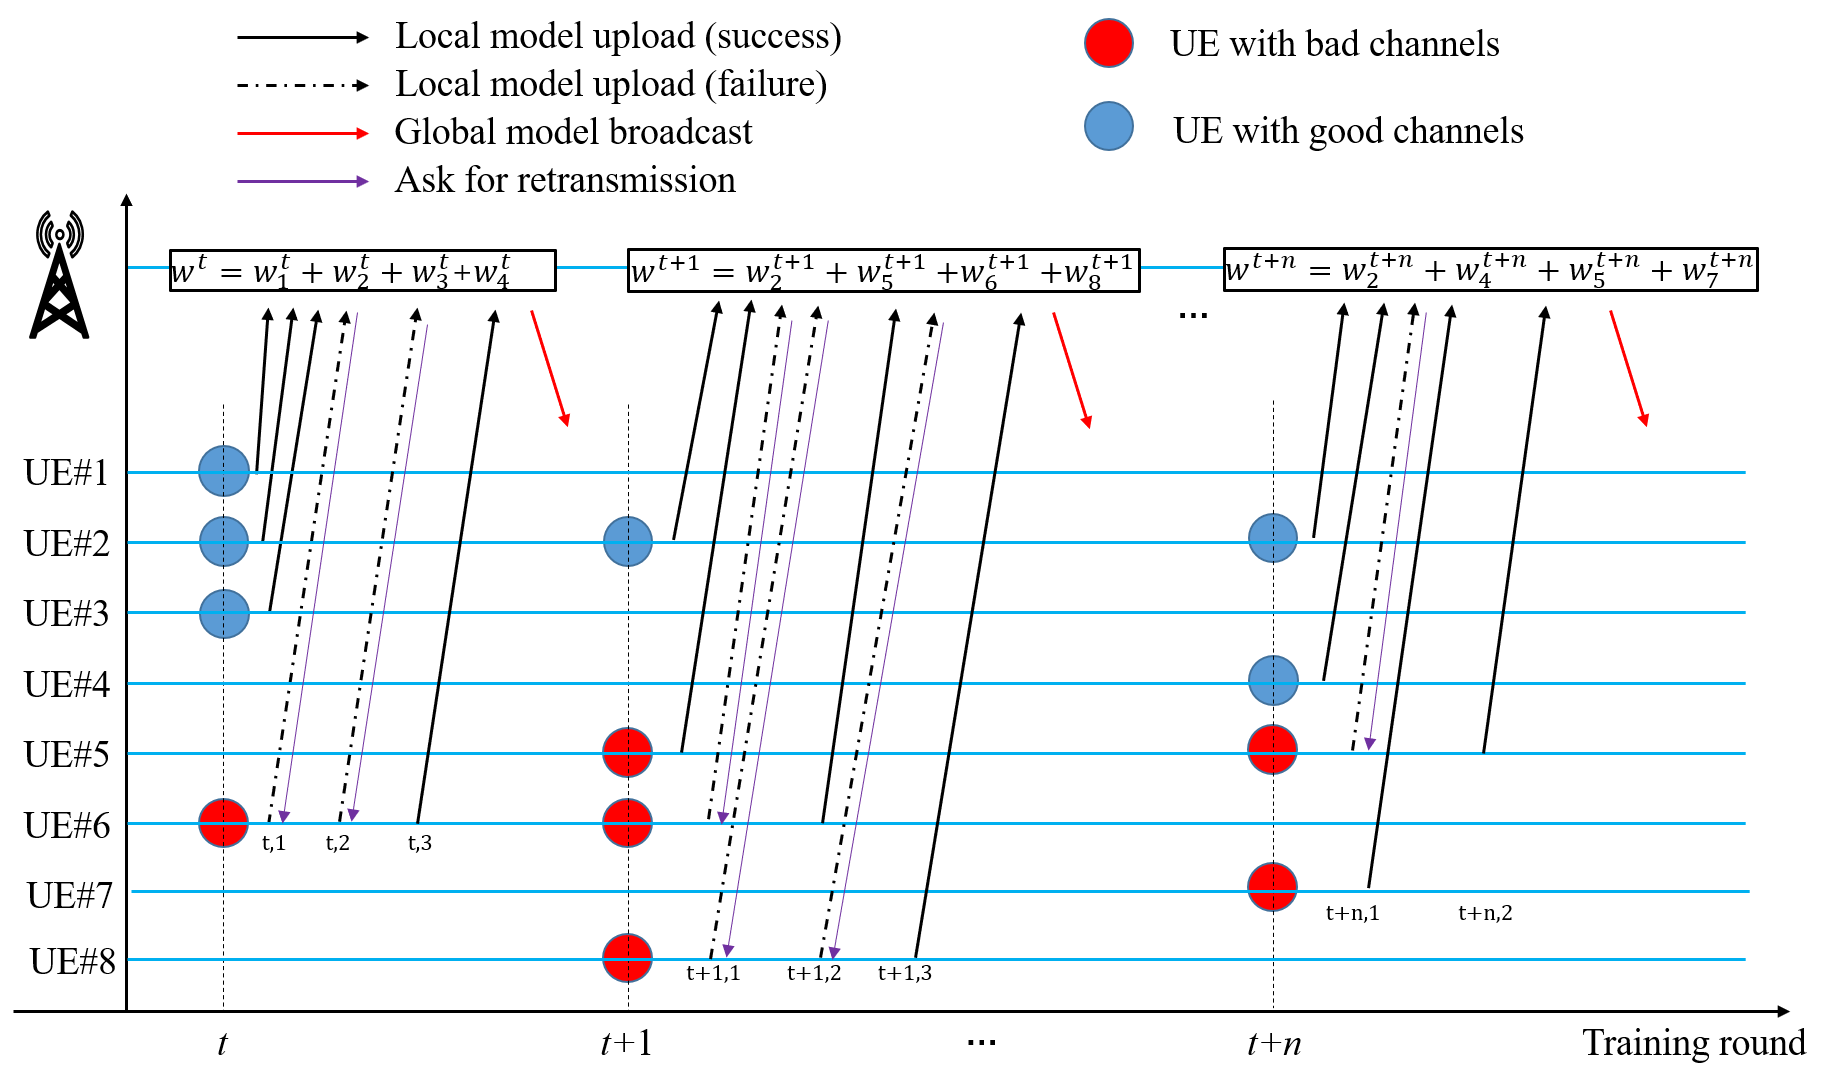 Local model upload (success)
Local model upload (failure)
Global model broadcast
Ask for retransmission
UE with bad channels
UE with good channels
w^t = w_1^t + w_2^t + w_3^t+w_4^t
w^{t+1} = w_2^{t+1} + w_5^{t+1} +w_6^{t+1} +w_8^{t+1}
...
w^{t+n} = w_2^{t+n} + w_4^{t+n} + w_5^{t+n} + w_7^{t+n}
UE#1
UE#2
UE#3
UE#4
UE#5
UE#6
t,1 t,2 t,3
UE#7
t+n,1 t+n,2
UE#8
t+1,1 t+1,2 t+1,3
t t+1 ... t+n Training round